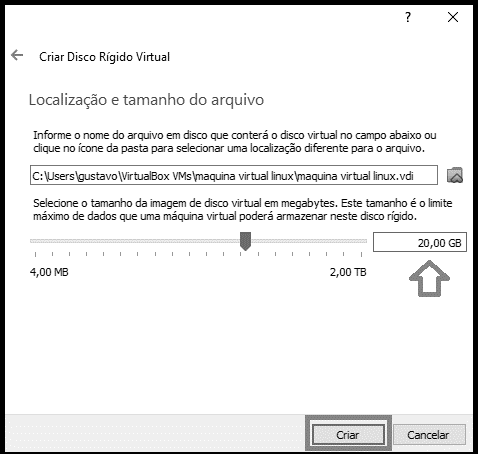 ?
Criar Disco Rígido Virtual
Localização e tamanho do arquivo
Informe o nome do arquivo em disco que conterá o disco virtual no campo abaixo ou
clique no ícone da pasta para selecionar uma localização diferente para o arquivo.
C:\Users\gustavo\VirtualBox VMs\maquina virtual linux\maquina virtual linux.vdi
Selecione o tamanho da imagem de disco virtual em megabytes. Este tamanho é o limite
máximo de dados que uma máquina virtual poderá armazenar neste disco rígido.
20,00 GB
4,00 MB 2,00 TB
Criar Cancelar